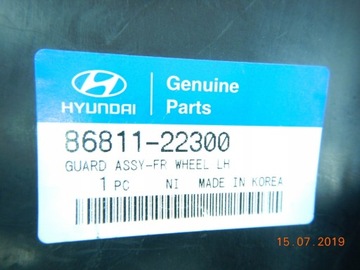 HYUNDAI
Genuine
Parts
86811-22300
GUARD ASSY-FR WHEEL LH
1 PC NI MADE IN KOREA
15.07.2019